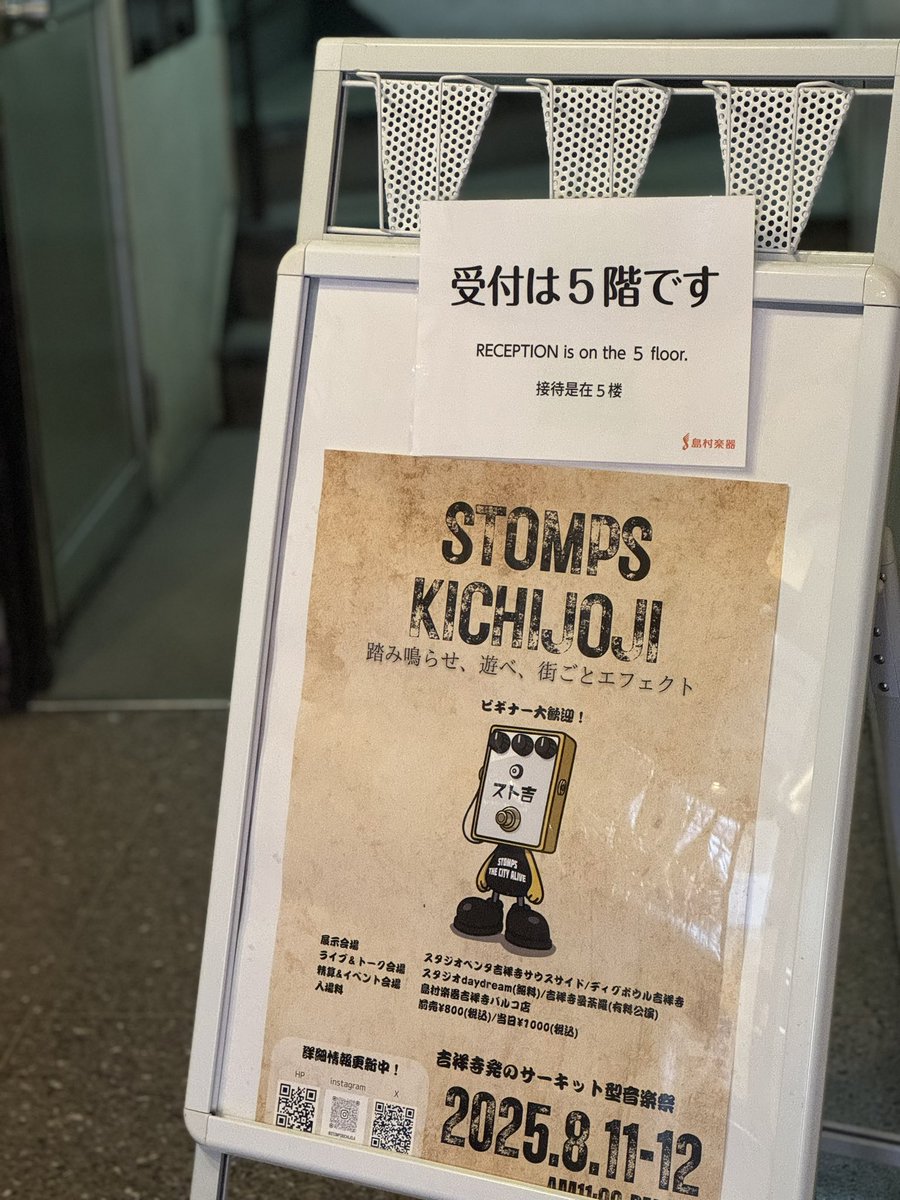 受付は５階です
RECEPTION is on the 5 floor.
接待是在５楼
島村楽器
STOMPS
KICHIJOJI
踏み鳴らせ、遊べ、街ごとエフェクト
ビギナー大歓迎！
スト吉
STOMPS
THE CITY ALIVE
展示会場 スタジオペンタ吉祥寺サウスサイド/ディグボウル吉祥寺
ライブ&トーク会場 スタジオdaydream(無料)/吉祥寺曼荼羅(有料公演)
精算&イベント会場 島村楽器吉祥寺パルコ店
入場料 前売¥800(税込)/当日¥1000(税込)
詳細情報更新中！
HP instagram X
吉祥寺発のサーキット型音楽祭
2025.8.11-12